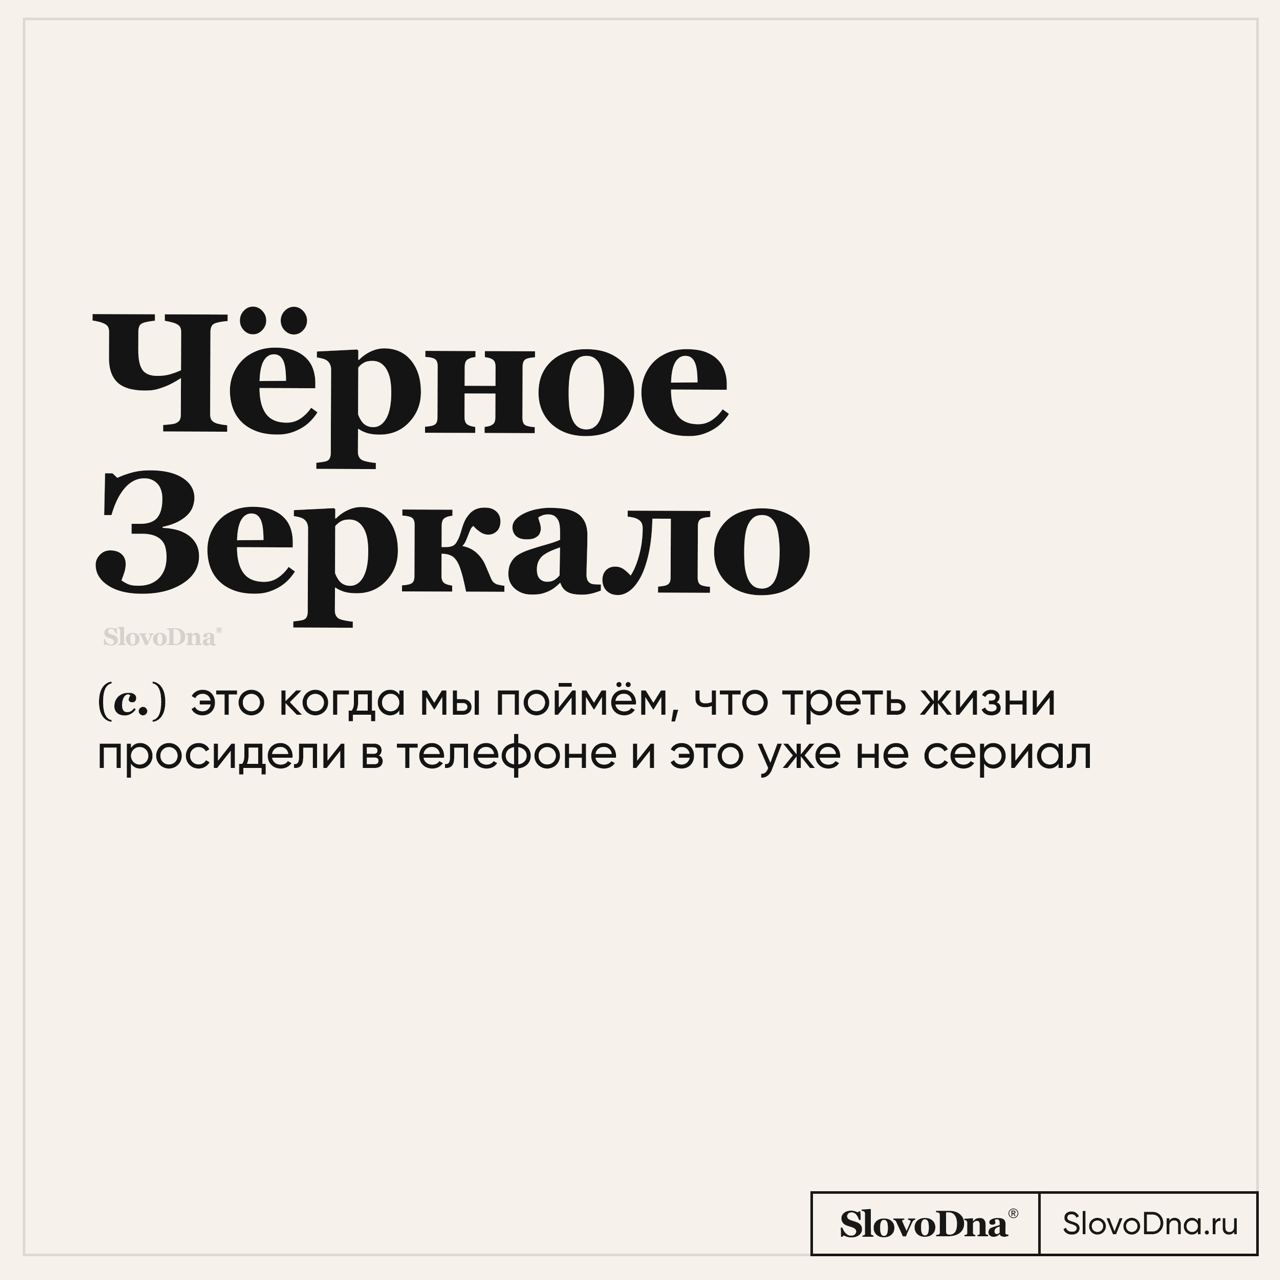 Чёрное
Зеркало
SlovoDna®
(с.) это когда мы поймём, что треть жизни
просидели в телефоне и это уже не сериал
SlovoDna® SlovoDna.ru